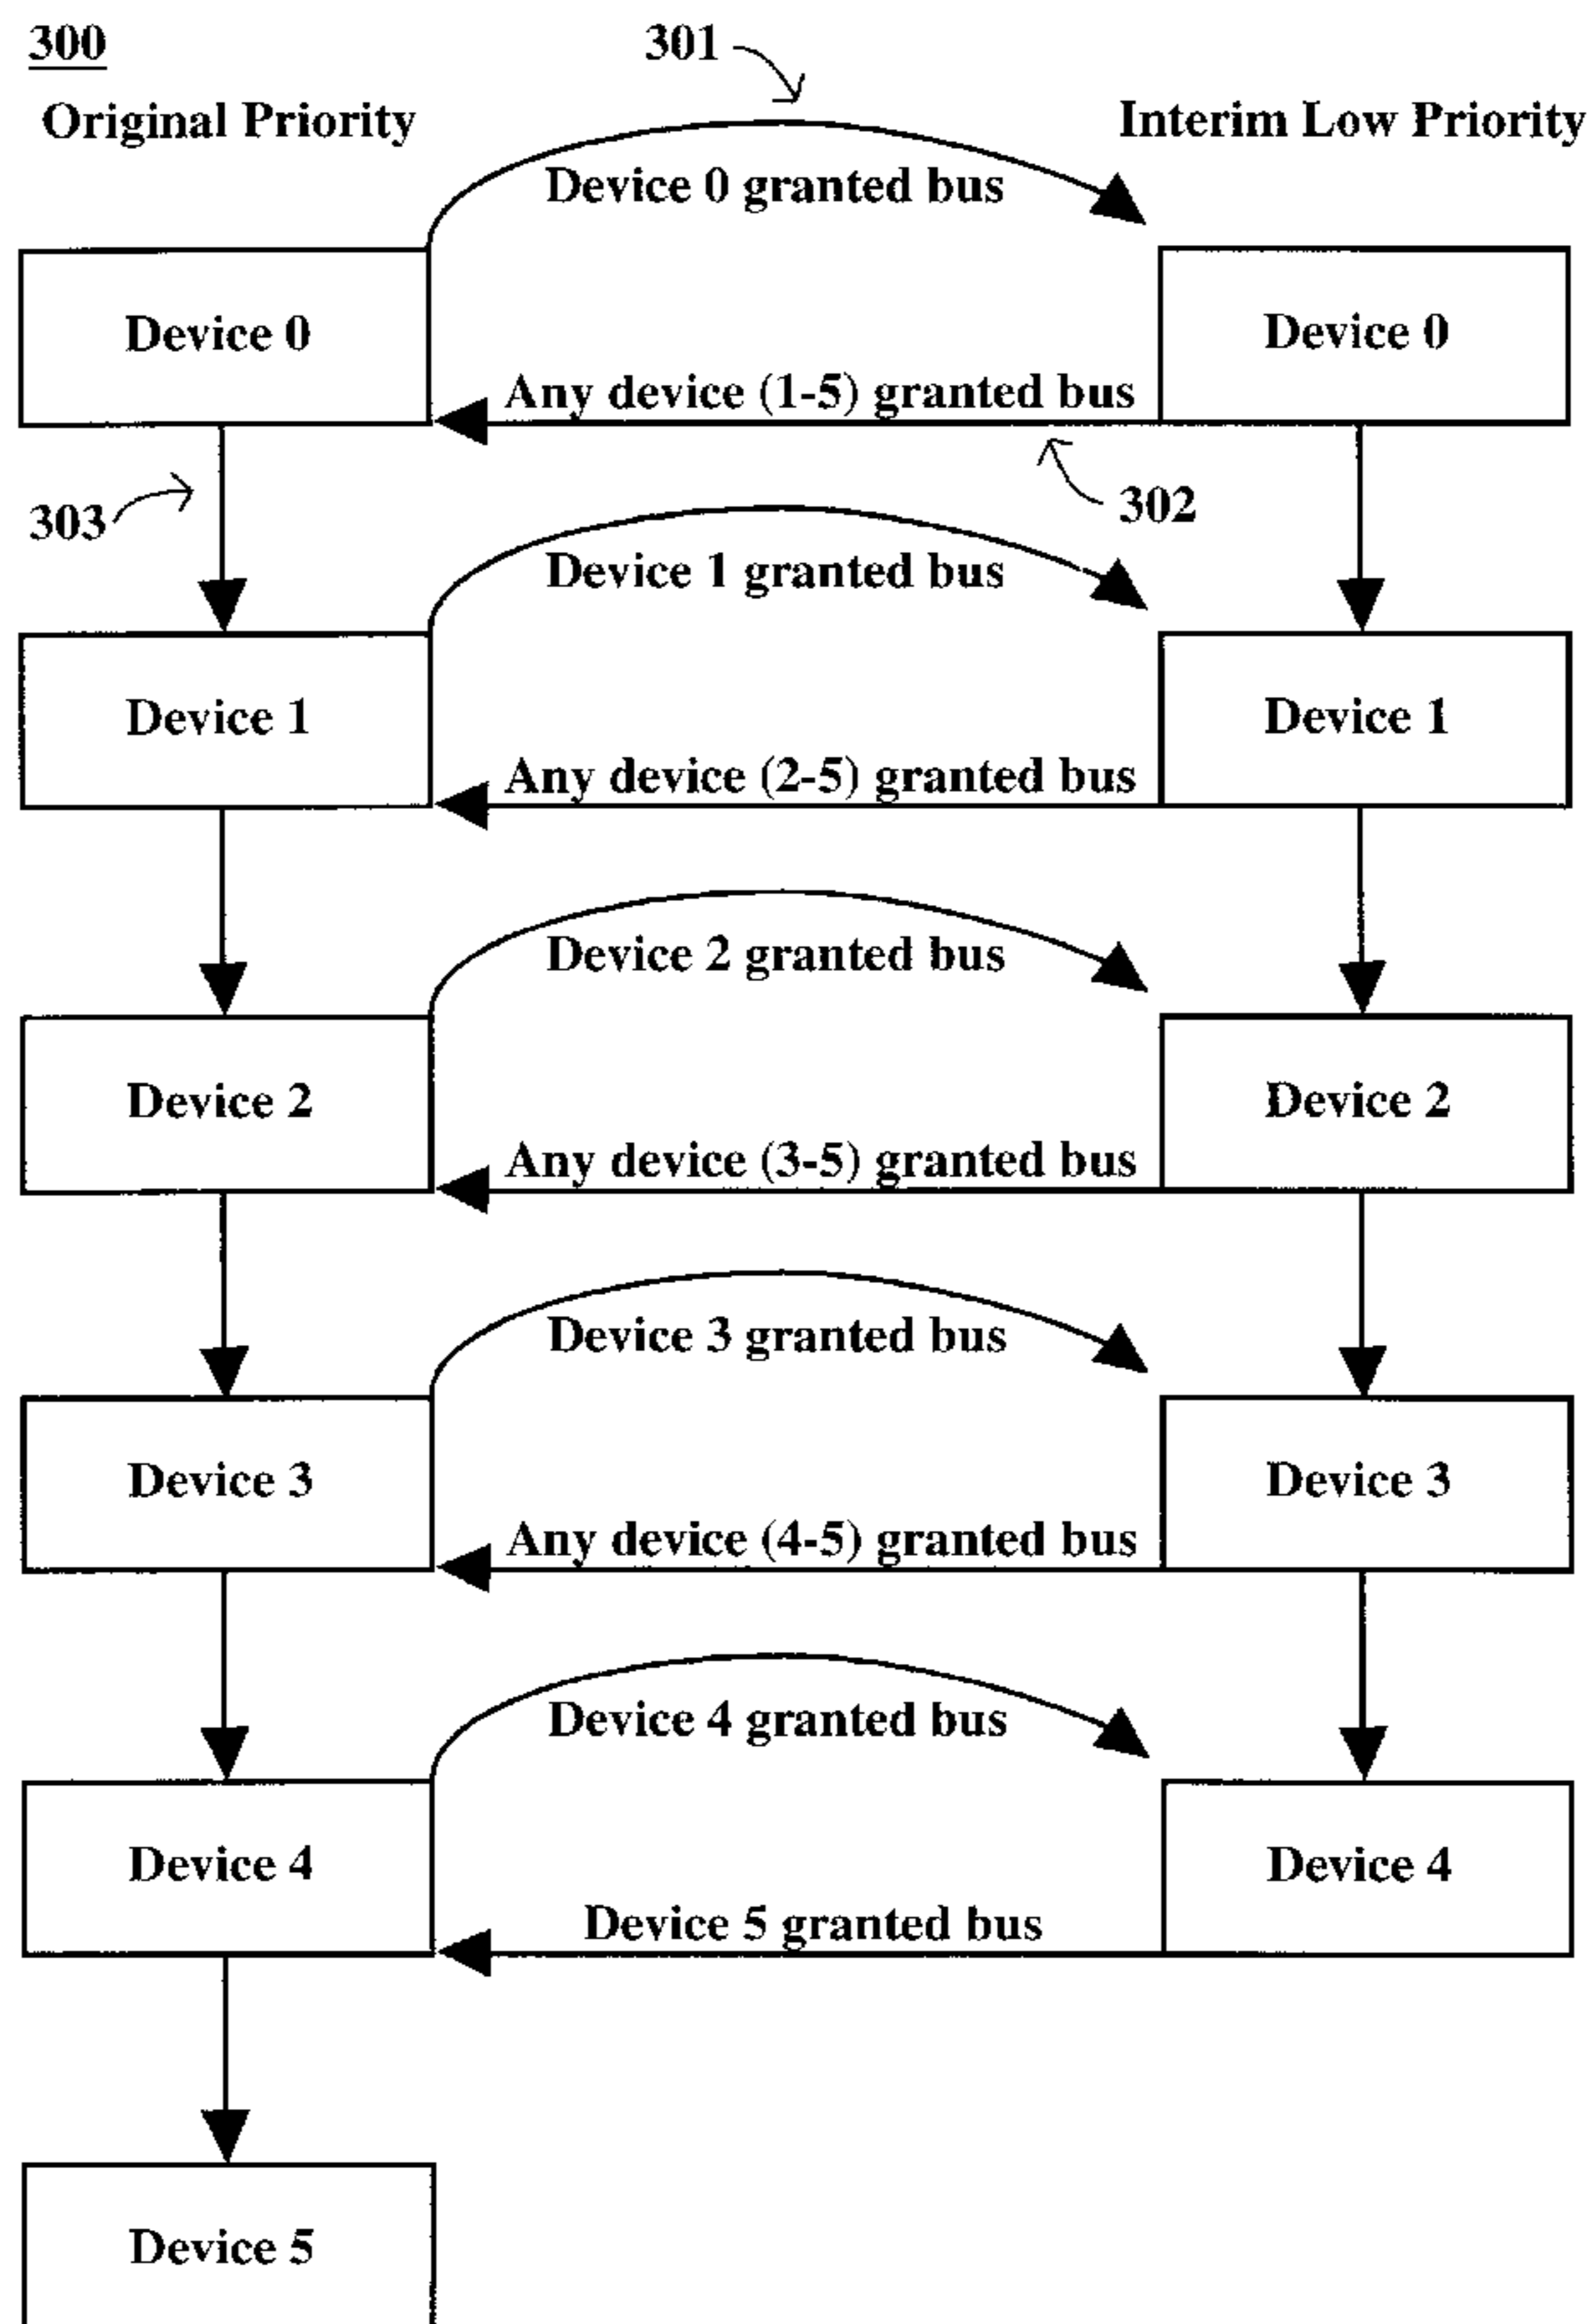 300
301
Original Priority
Interim Low Priority
Device 0 granted bus
Device 0
Device 0
Any device (1-5) granted bus
303
302
Device 1 granted bus
Device 1
Device 1
Any device (2-5) granted bus
Device 2 granted bus
Device 2
Device 2
Any device (3-5) granted bus
Device 3 granted bus
Device 3
Device 3
Any device (4-5) granted bus
Device 4 granted bus
Device 4
Device 4
Device 5 granted bus
Device 5